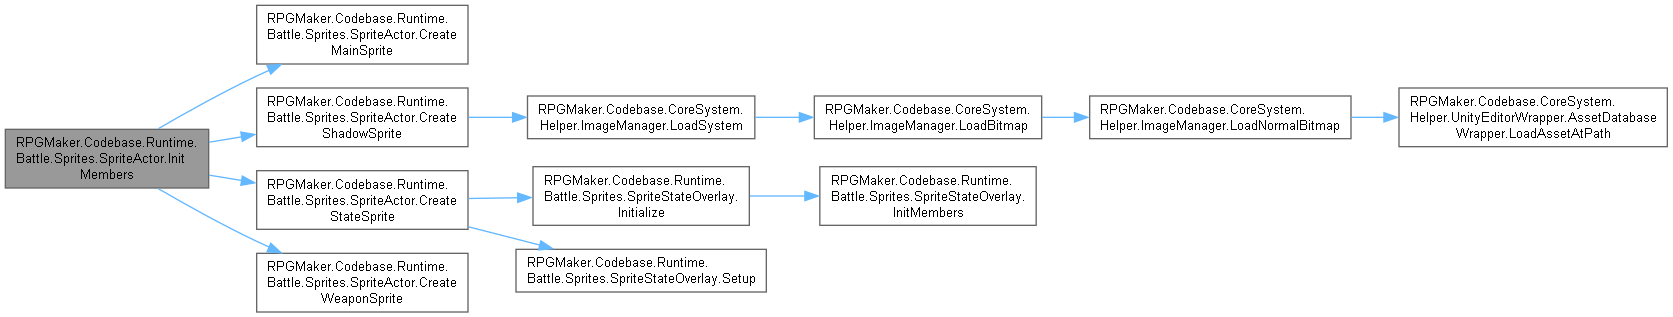 RPGMaker.Codebase.Runtime.
Battle.Sprites.SpriteActor.Init
Members
RPGMaker.Codebase.Runtime.
Battle.Sprites.SpriteActor.Create
MainSprite
RPGMaker.Codebase.Runtime.
Battle.Sprites.SpriteActor.Create
ShadowSprite
RPGMaker.Codebase.CoreSystem.
Helper.ImageManager.LoadSystem
RPGMaker.Codebase.CoreSystem.
Helper.ImageManager.LoadBitmap
RPGMaker.Codebase.CoreSystem.
Helper.ImageManager.LoadNormalBitmap
RPGMaker.Codebase.CoreSystem.
Helper.UnityEditorWrapper.AssetDatabase
Wrapper.LoadAssetAtPath
RPGMaker.Codebase.Runtime.
Battle.Sprites.SpriteActor.Create
StateSprite
RPGMaker.Codebase.Runtime.
Battle.Sprites.SpriteStateOverlay.
Initialize
RPGMaker.Codebase.Runtime.
Battle.Sprites.SpriteStateOverlay.
InitMembers
RPGMaker.Codebase.Runtime.
Battle.Sprites.SpriteStateOverlay.Setup
RPGMaker.Codebase.Runtime.
Battle.Sprites.SpriteActor.Create
WeaponSprite